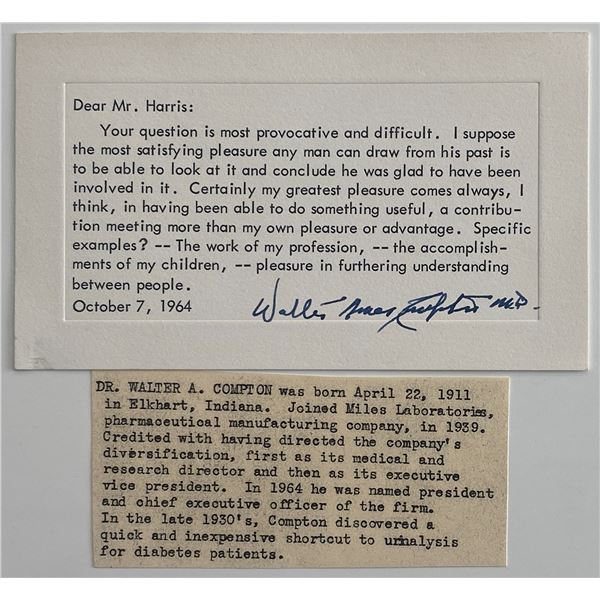 Dear Mr. Harris:
Your question is most provocative and difficult. I suppose
the most satisfying pleasure any man can draw from his past is
to be able to look at it and conclude he was glad to have been
involved in it. Certainly my greatest pleasure comes always, I
think, in having been able to do something useful, a contribu-
tion meeting more than my own pleasure or advantage. Specific
examples? -- The work of my profession, -- the accomplish-
ments of my children, -- pleasure in furthering understanding
between people.
October 7, 1964 Walter Ames Compton M.D.
DR. WALTER A. COMPTON was born April 22, 1911
in Elkhart, Indiana. Joined Miles Laboratories,
pharmaceutical manufacturing company, in 1939.
Credited with having directed the company's
diversification, first as its medical and
research director and then as its executive
vice president. In 1964 he was named president
and chief executive officer of the firm.
In the late 1930's, Compton discovered a
quick and inexpensive shortcut to urinalysis
for diabetes patients.